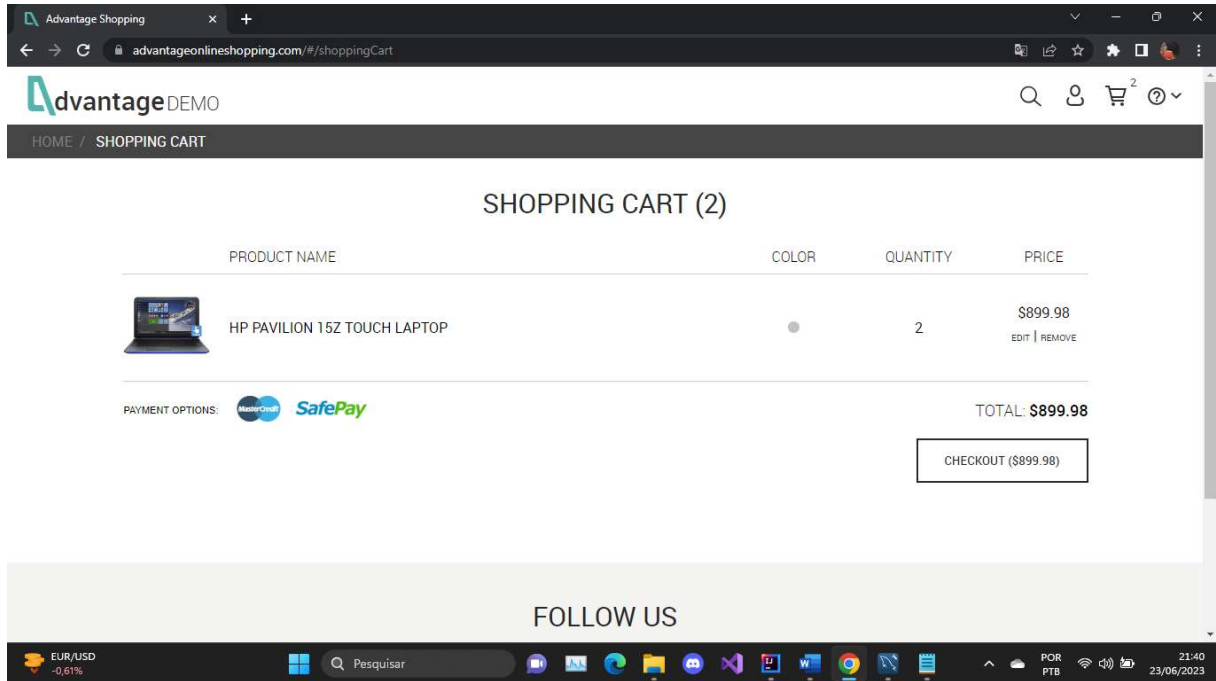 Advantage Shopping
advantageonlineshopping.com/#/shoppingCart
dvantage DEMO
2
HOME / SHOPPING CART
SHOPPING CART (2)
PRODUCT NAME COLOR QUANTITY PRICE
HP PAVILION 15Z TOUCH LAPTOP 2 $899.98
EDIT | REMOVE
PAYMENT OPTIONS: MasterCredit SafePay TOTAL: $899.98
CHECKOUT ($899.98)
FOLLOW US
EUR/USD
-0,61%
Pesquisar
POR
PTB
21:40
23/06/2023